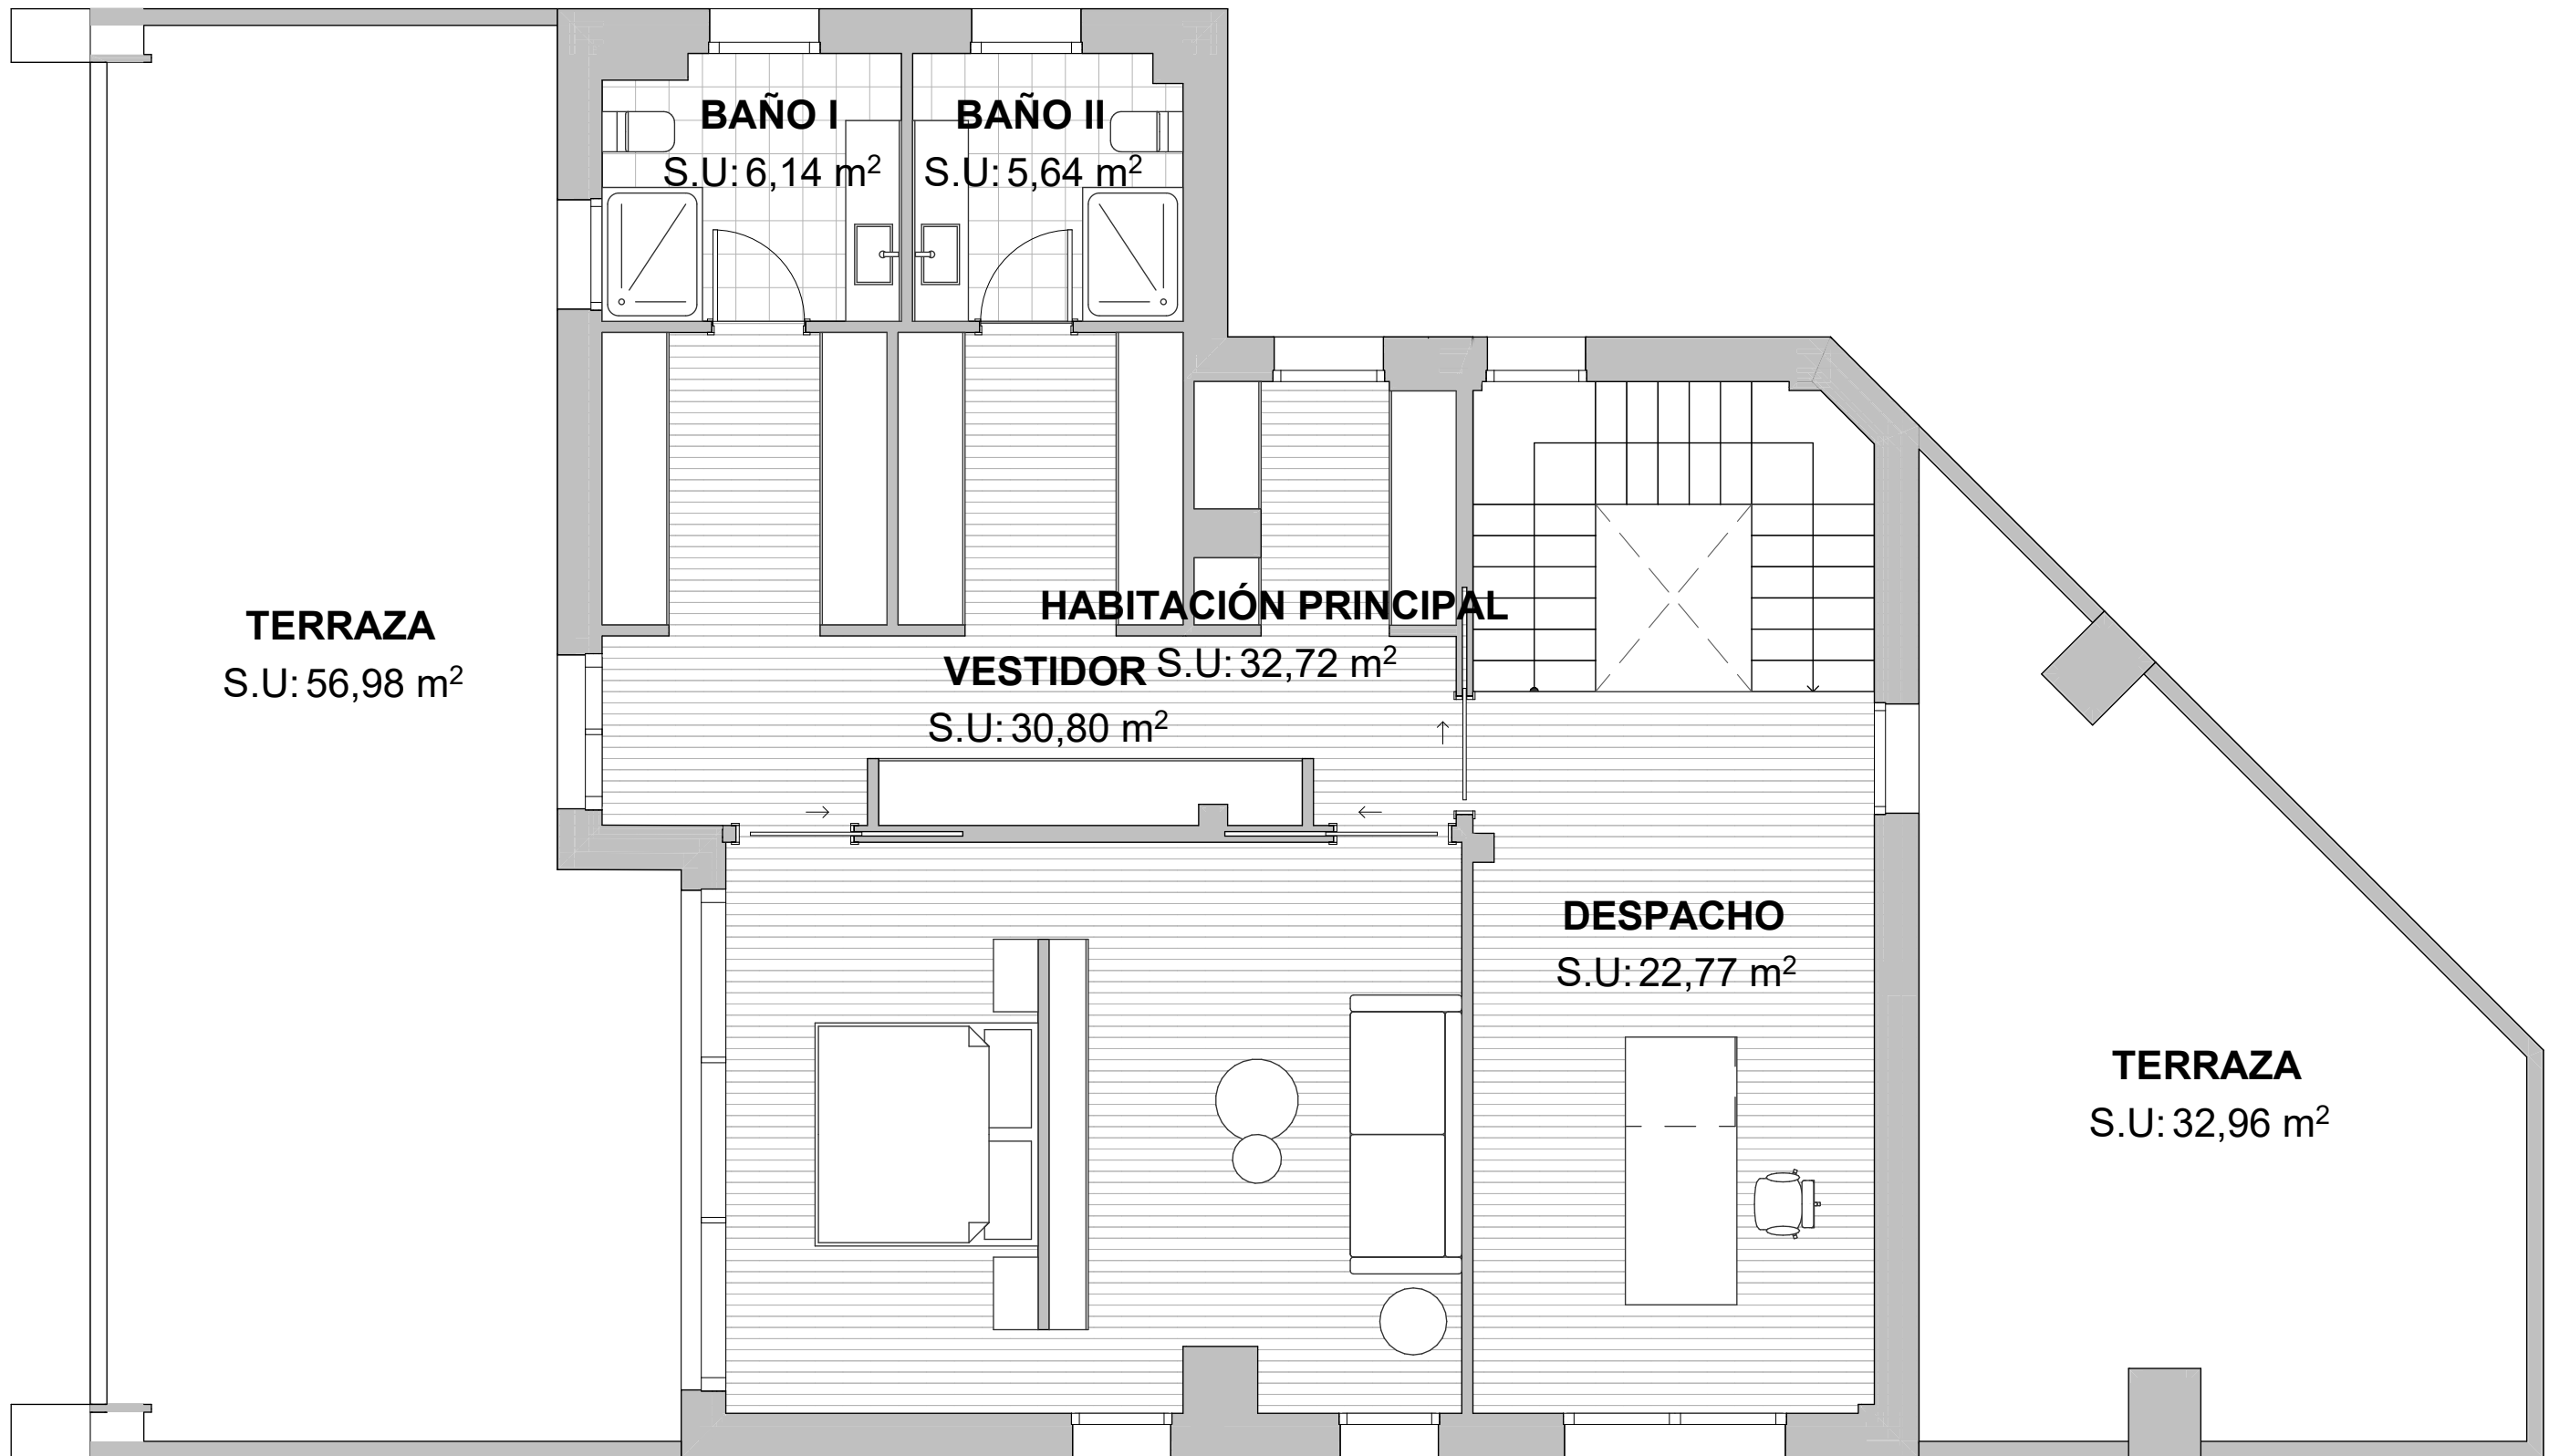 BAÑO I
S.U: 6,14 m²
BAÑO II
S.U: 5,64 m²
HABITACIÓN PRINCIPAL
S.U: 32,72 m²
TERRAZA
S.U: 56,98 m²
VESTIDOR
S.U: 30,80 m²
DESPACHO
S.U: 22,77 m²
TERRAZA
S.U: 32,96 m²